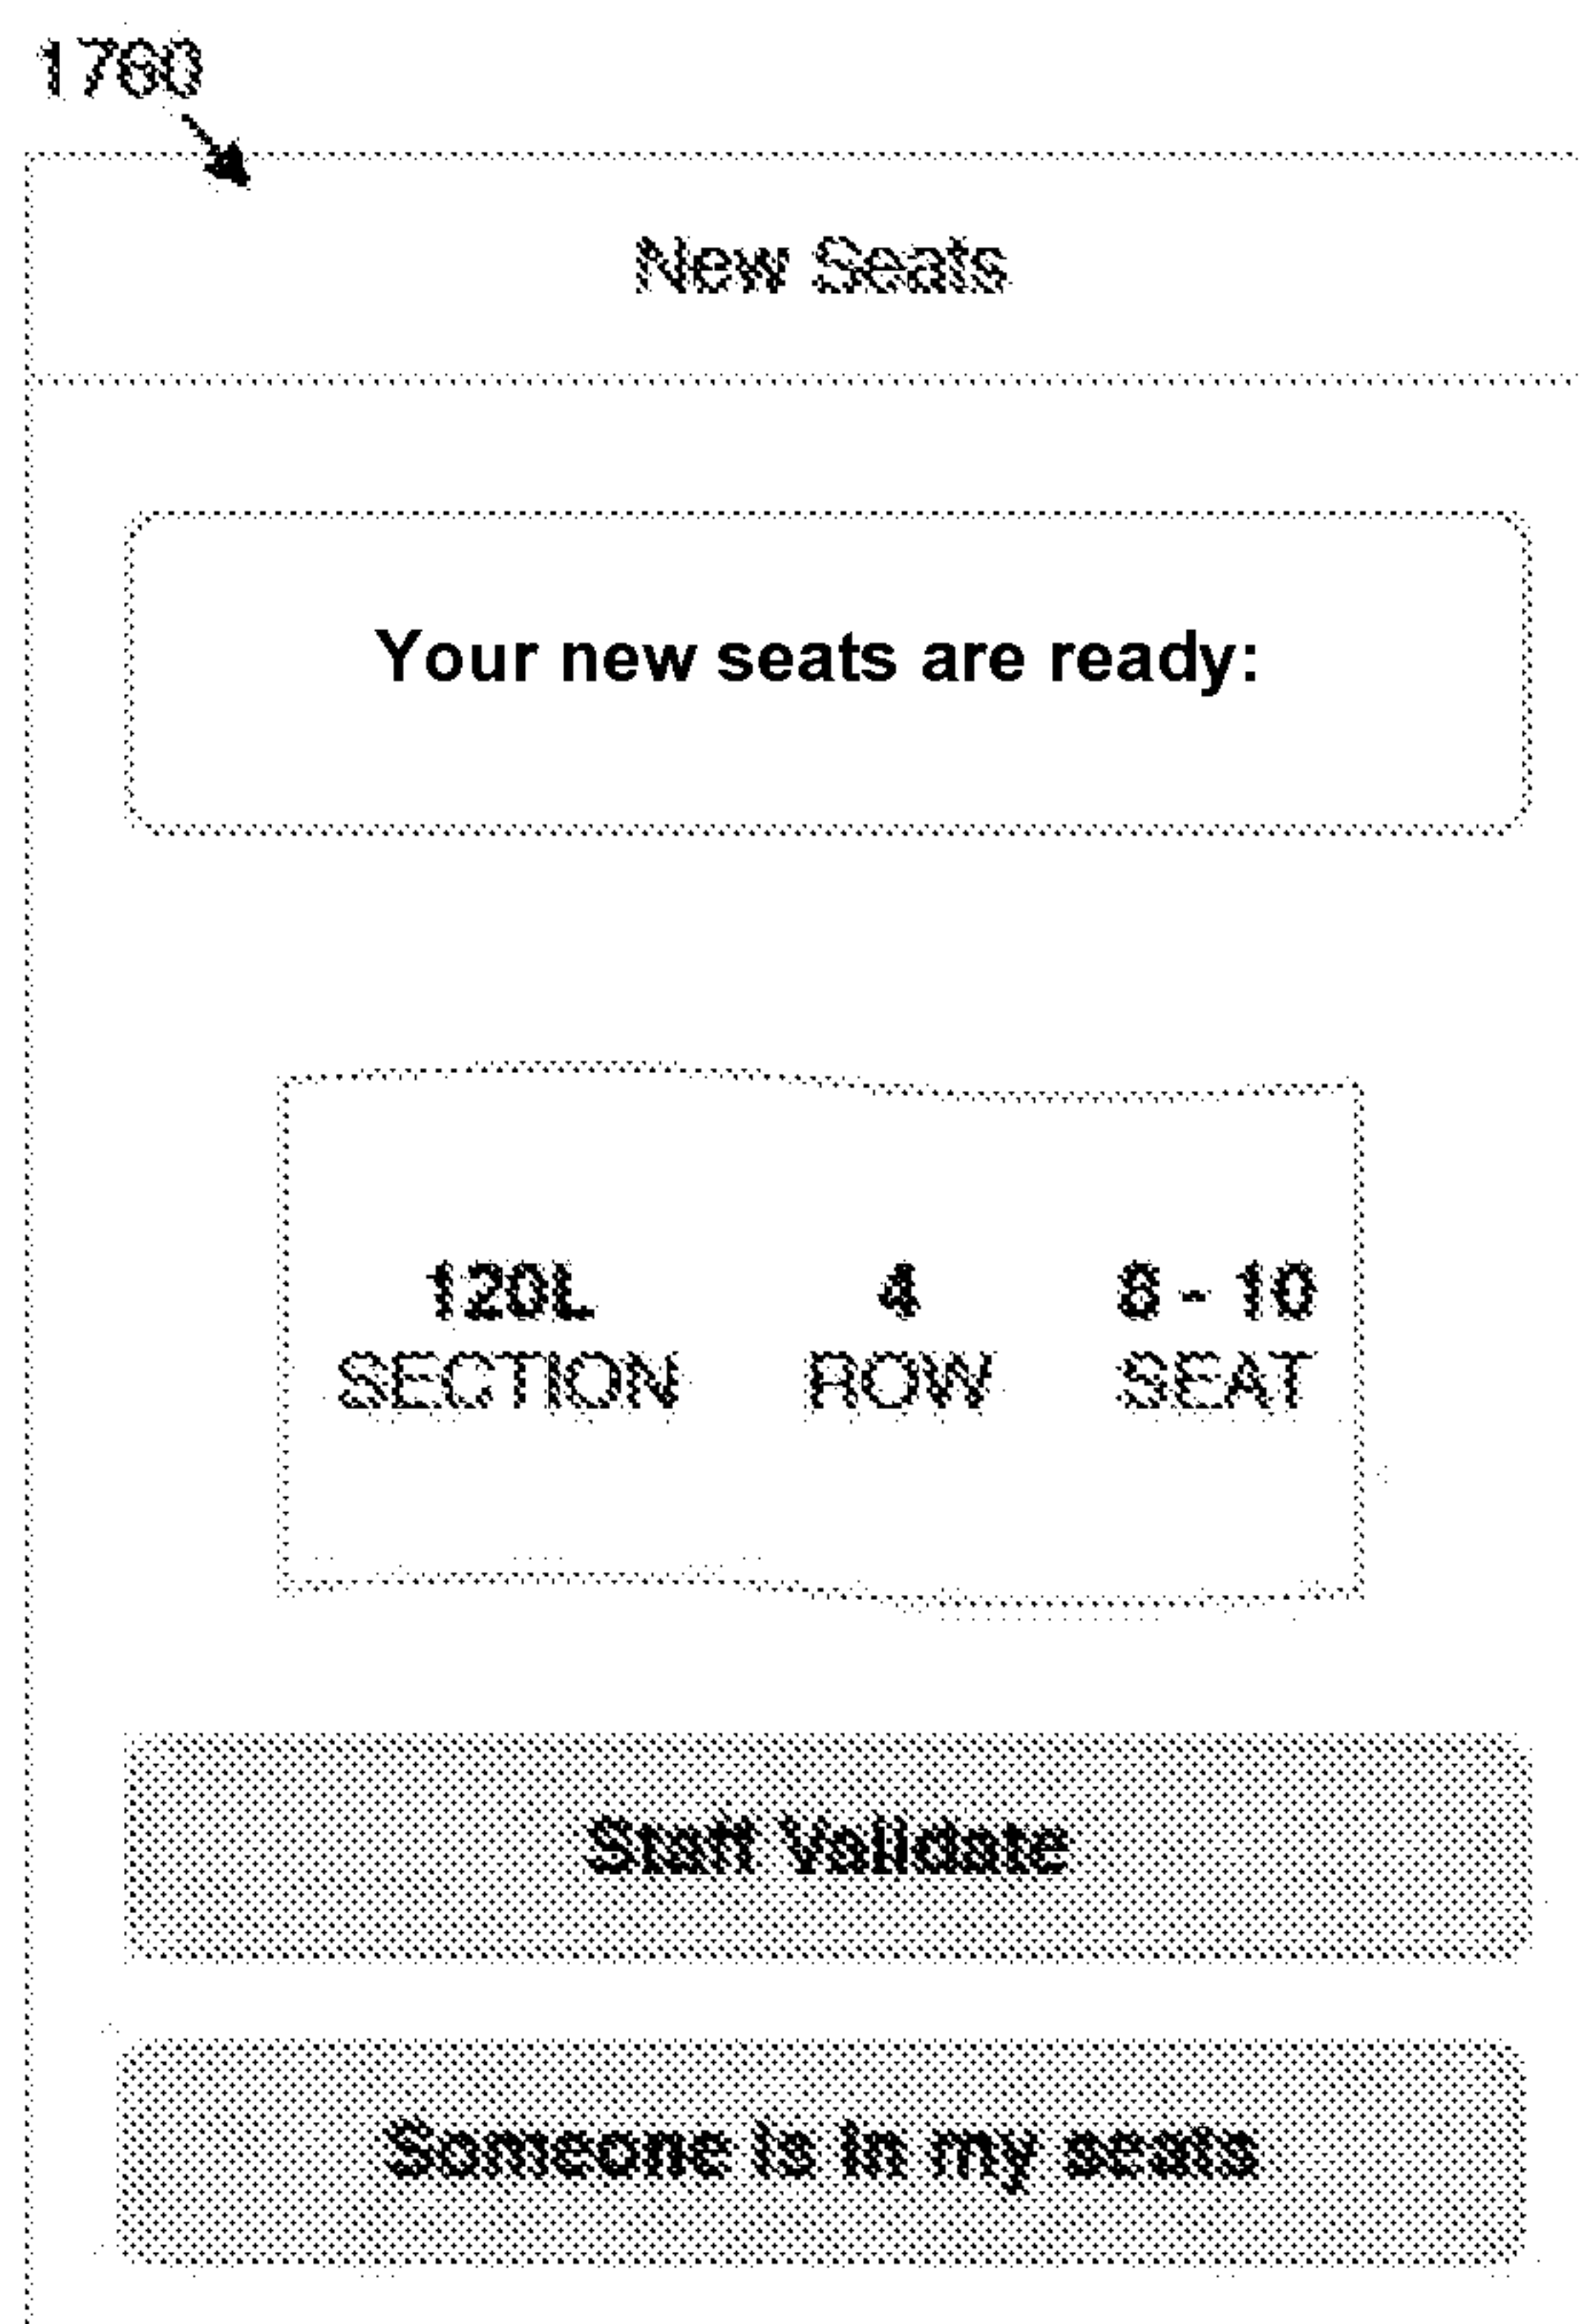 1760
New Seats
Your new seats are ready:
120L 4 8 - 10
SECTION ROW SEAT
Staff Validate
Someone is in my seats